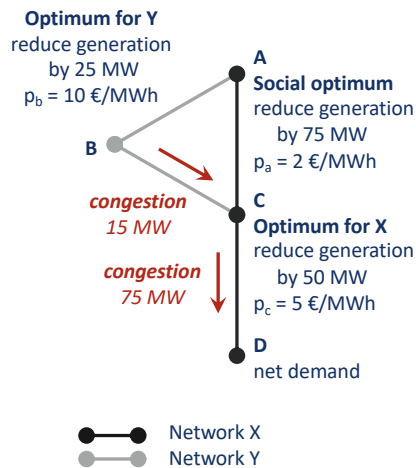 Optimum for Y
reduce generation
by 25 MW
p_b = 10 €/MWh
A
Social optimum
reduce generation
by 75 MW
p_a = 2 €/MWh
B
congestion
15 MW
C
Optimum for X
reduce generation
by 50 MW
p_c = 5 €/MWh
congestion
75 MW
D
net demand
Network X
Network Y